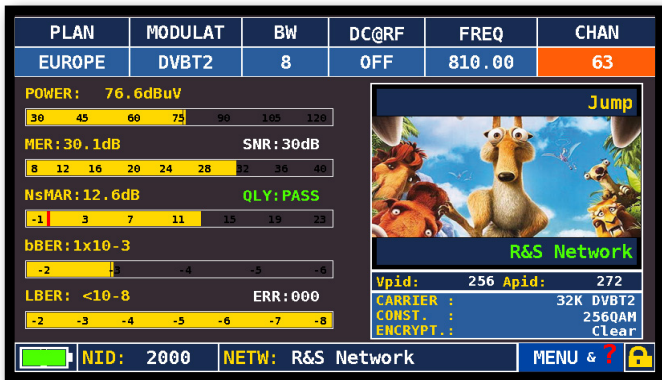 PLAN MODULAT BW DC@RF FREQ CHAN
EUROPE DVBT2 8 OFF 810.00 63
POWER: 76.6dBuV
30 45 60 75 90 105 120
MER:30.1dB SNR:30dB
8 12 16 20 24 28 32 36 40
NsMAR:12.6dB QLY:PASS
-1 3 7 11 15 19 23
bBER:1x10-3
-2 -3 -4 -5 -6
LBER: <10-8 ERR:000
-2 -3 -4 -5 -6 -7 -8
Jump
R&S Network
Vpid: 256 Apid: 272
CARRIER : 32K DVBT2
CONST. : 256QAM
ENCRYPT.: Clear
NID: 2000 NETW: R&S Network MENU & ?